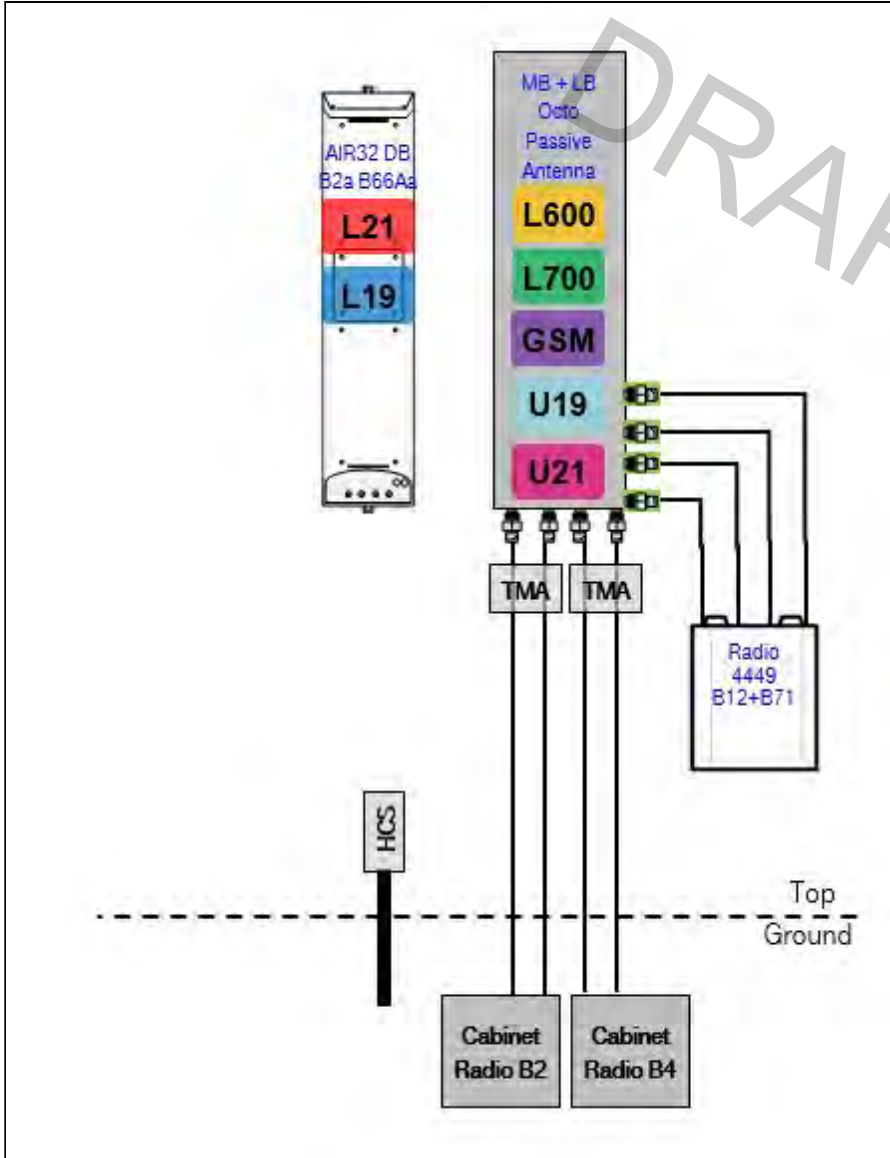 DRAF
AIR32 DB
B2a B66Aa
L21
L19
MB + LB
Octo
Passive
Antenna
L600
L700
GSM
U19
U21
TMA
TMA
Radio
4449
B12+B71
HCS
Top
Ground
Cabinet
Radio B2
Cabinet
Radio B4